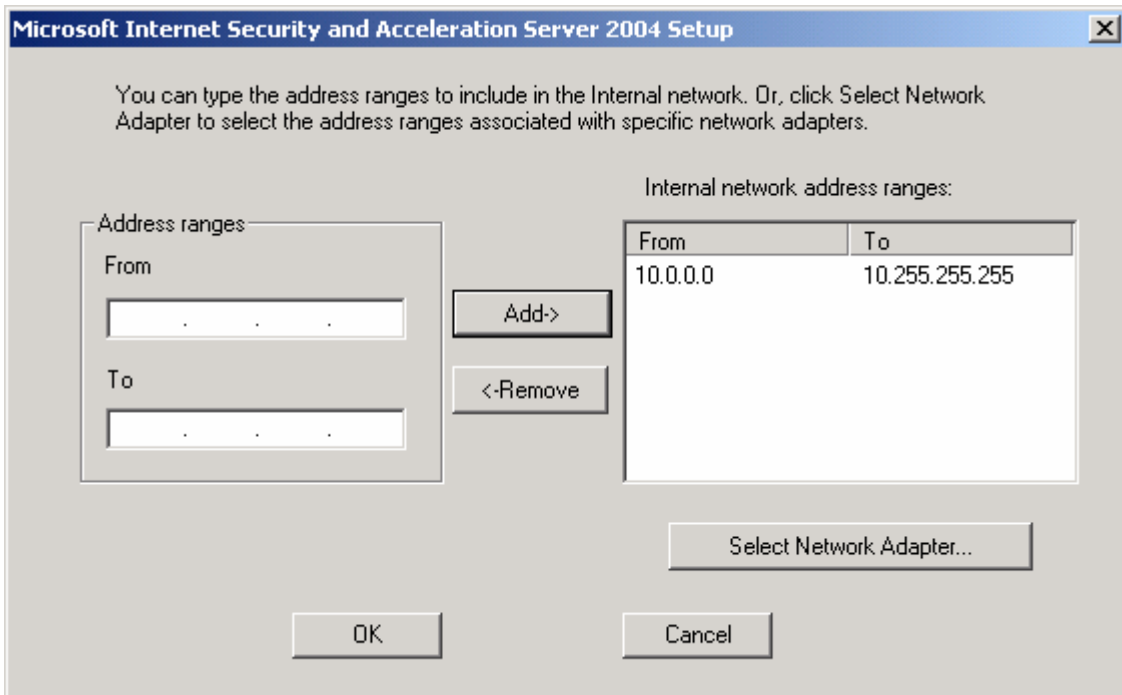 Microsoft Internet Security and Acceleration Server 2004 Setup
You can type the address ranges to include in the Internal network. Or, click Select Network
Adapter to select the address ranges associated with specific network adapters.
Internal network address ranges:
Address ranges
From
To
From To
10.0.0.0 10.255.255.255
Add->
<-Remove
Select Network Adapter...
OK
Cancel